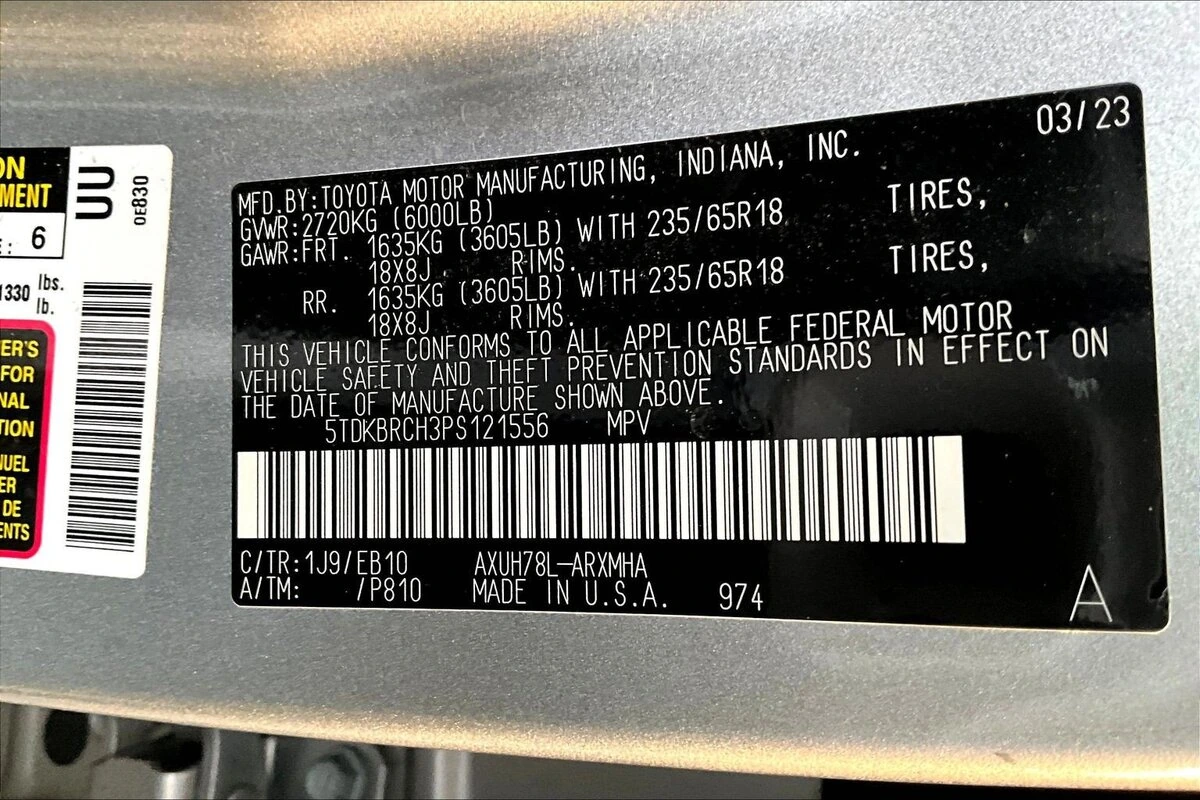 ON
MENT
: 6
1330 lbs.
lb.
ER'S
FOR
NAL
TION
NUEL
ER
DE
ENTS
UU
0E830
03/23
MFD.BY:TOYOTA MOTOR MANUFACTURING, INDIANA, INC.
GVWR:2720KG (6000LB)
GAWR:FRT. 1635KG (3605LB) WITH 235/65R18 TIRES,
18X8J RIMS.
RR. 1635KG (3605LB) WITH 235/65R18 TIRES,
18X8J RIMS.
THIS VEHICLE CONFORMS TO ALL APPLICABLE FEDERAL MOTOR
VEHICLE SAFETY AND THEFT PREVENTION STANDARDS IN EFFECT ON
THE DATE OF MANUFACTURE SHOWN ABOVE.
5TDKBRCH3PS121556 MPV
C/TR:1J9/EB10 AXUH78L-ARXMHA
A/TM: /P810 MADE IN U.S.A. 974
A